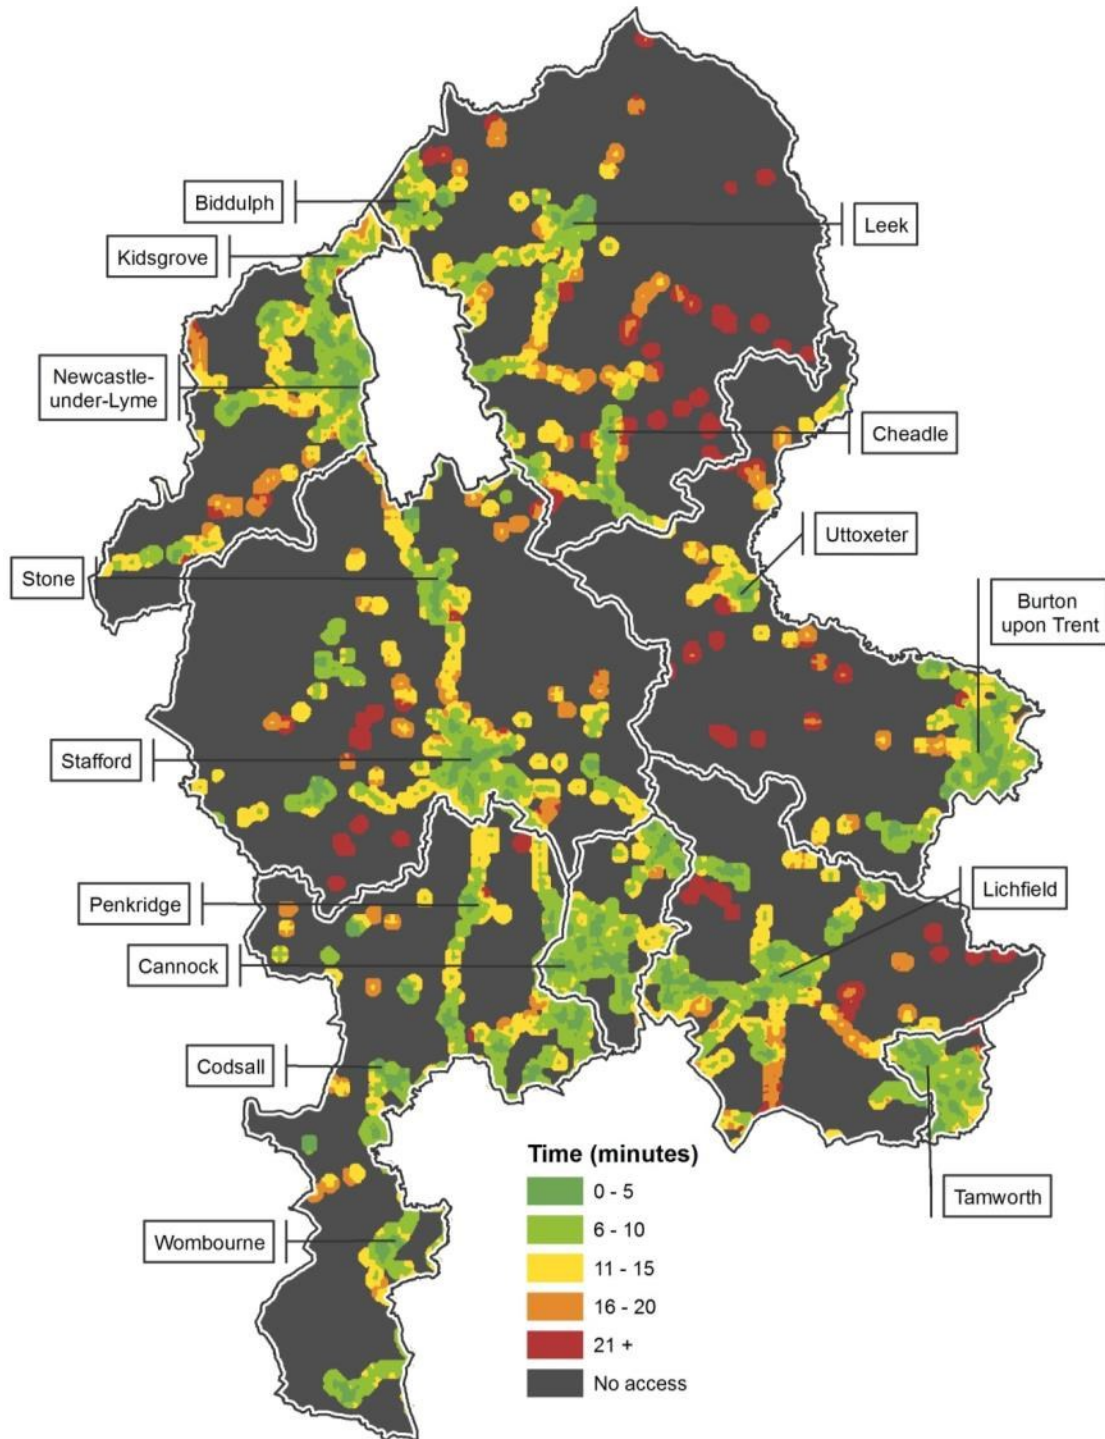 Biddulph
Leek
Kidsgrove
Newcastle-
under-Lyme
Cheadle
Uttoxeter
Stone
Burton
upon Trent
Stafford
Lichfield
Penkridge
Cannock
Codsall
Tamworth
Wombourne
Time (minutes)
0 - 5
6 - 10
11 - 15
16 - 20
21 +
No access